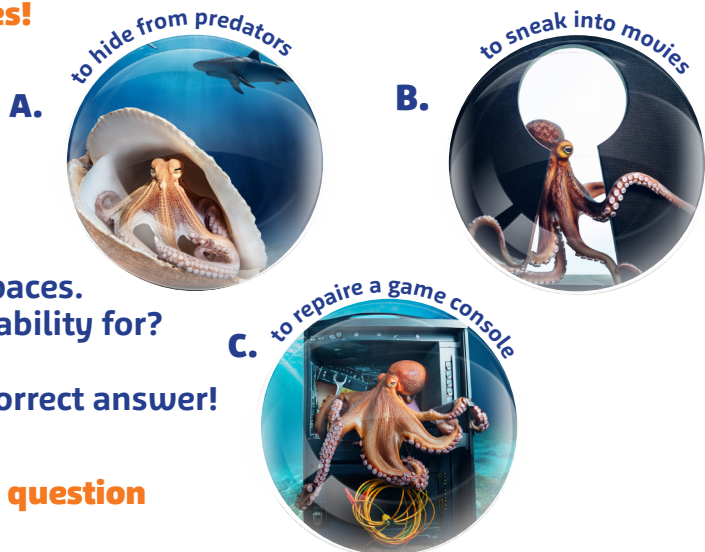 es!
to hide from predators
A.
to sneak into movies
B.
paces.
ability for?
to repaire a game console
C.
orrect answer!
question